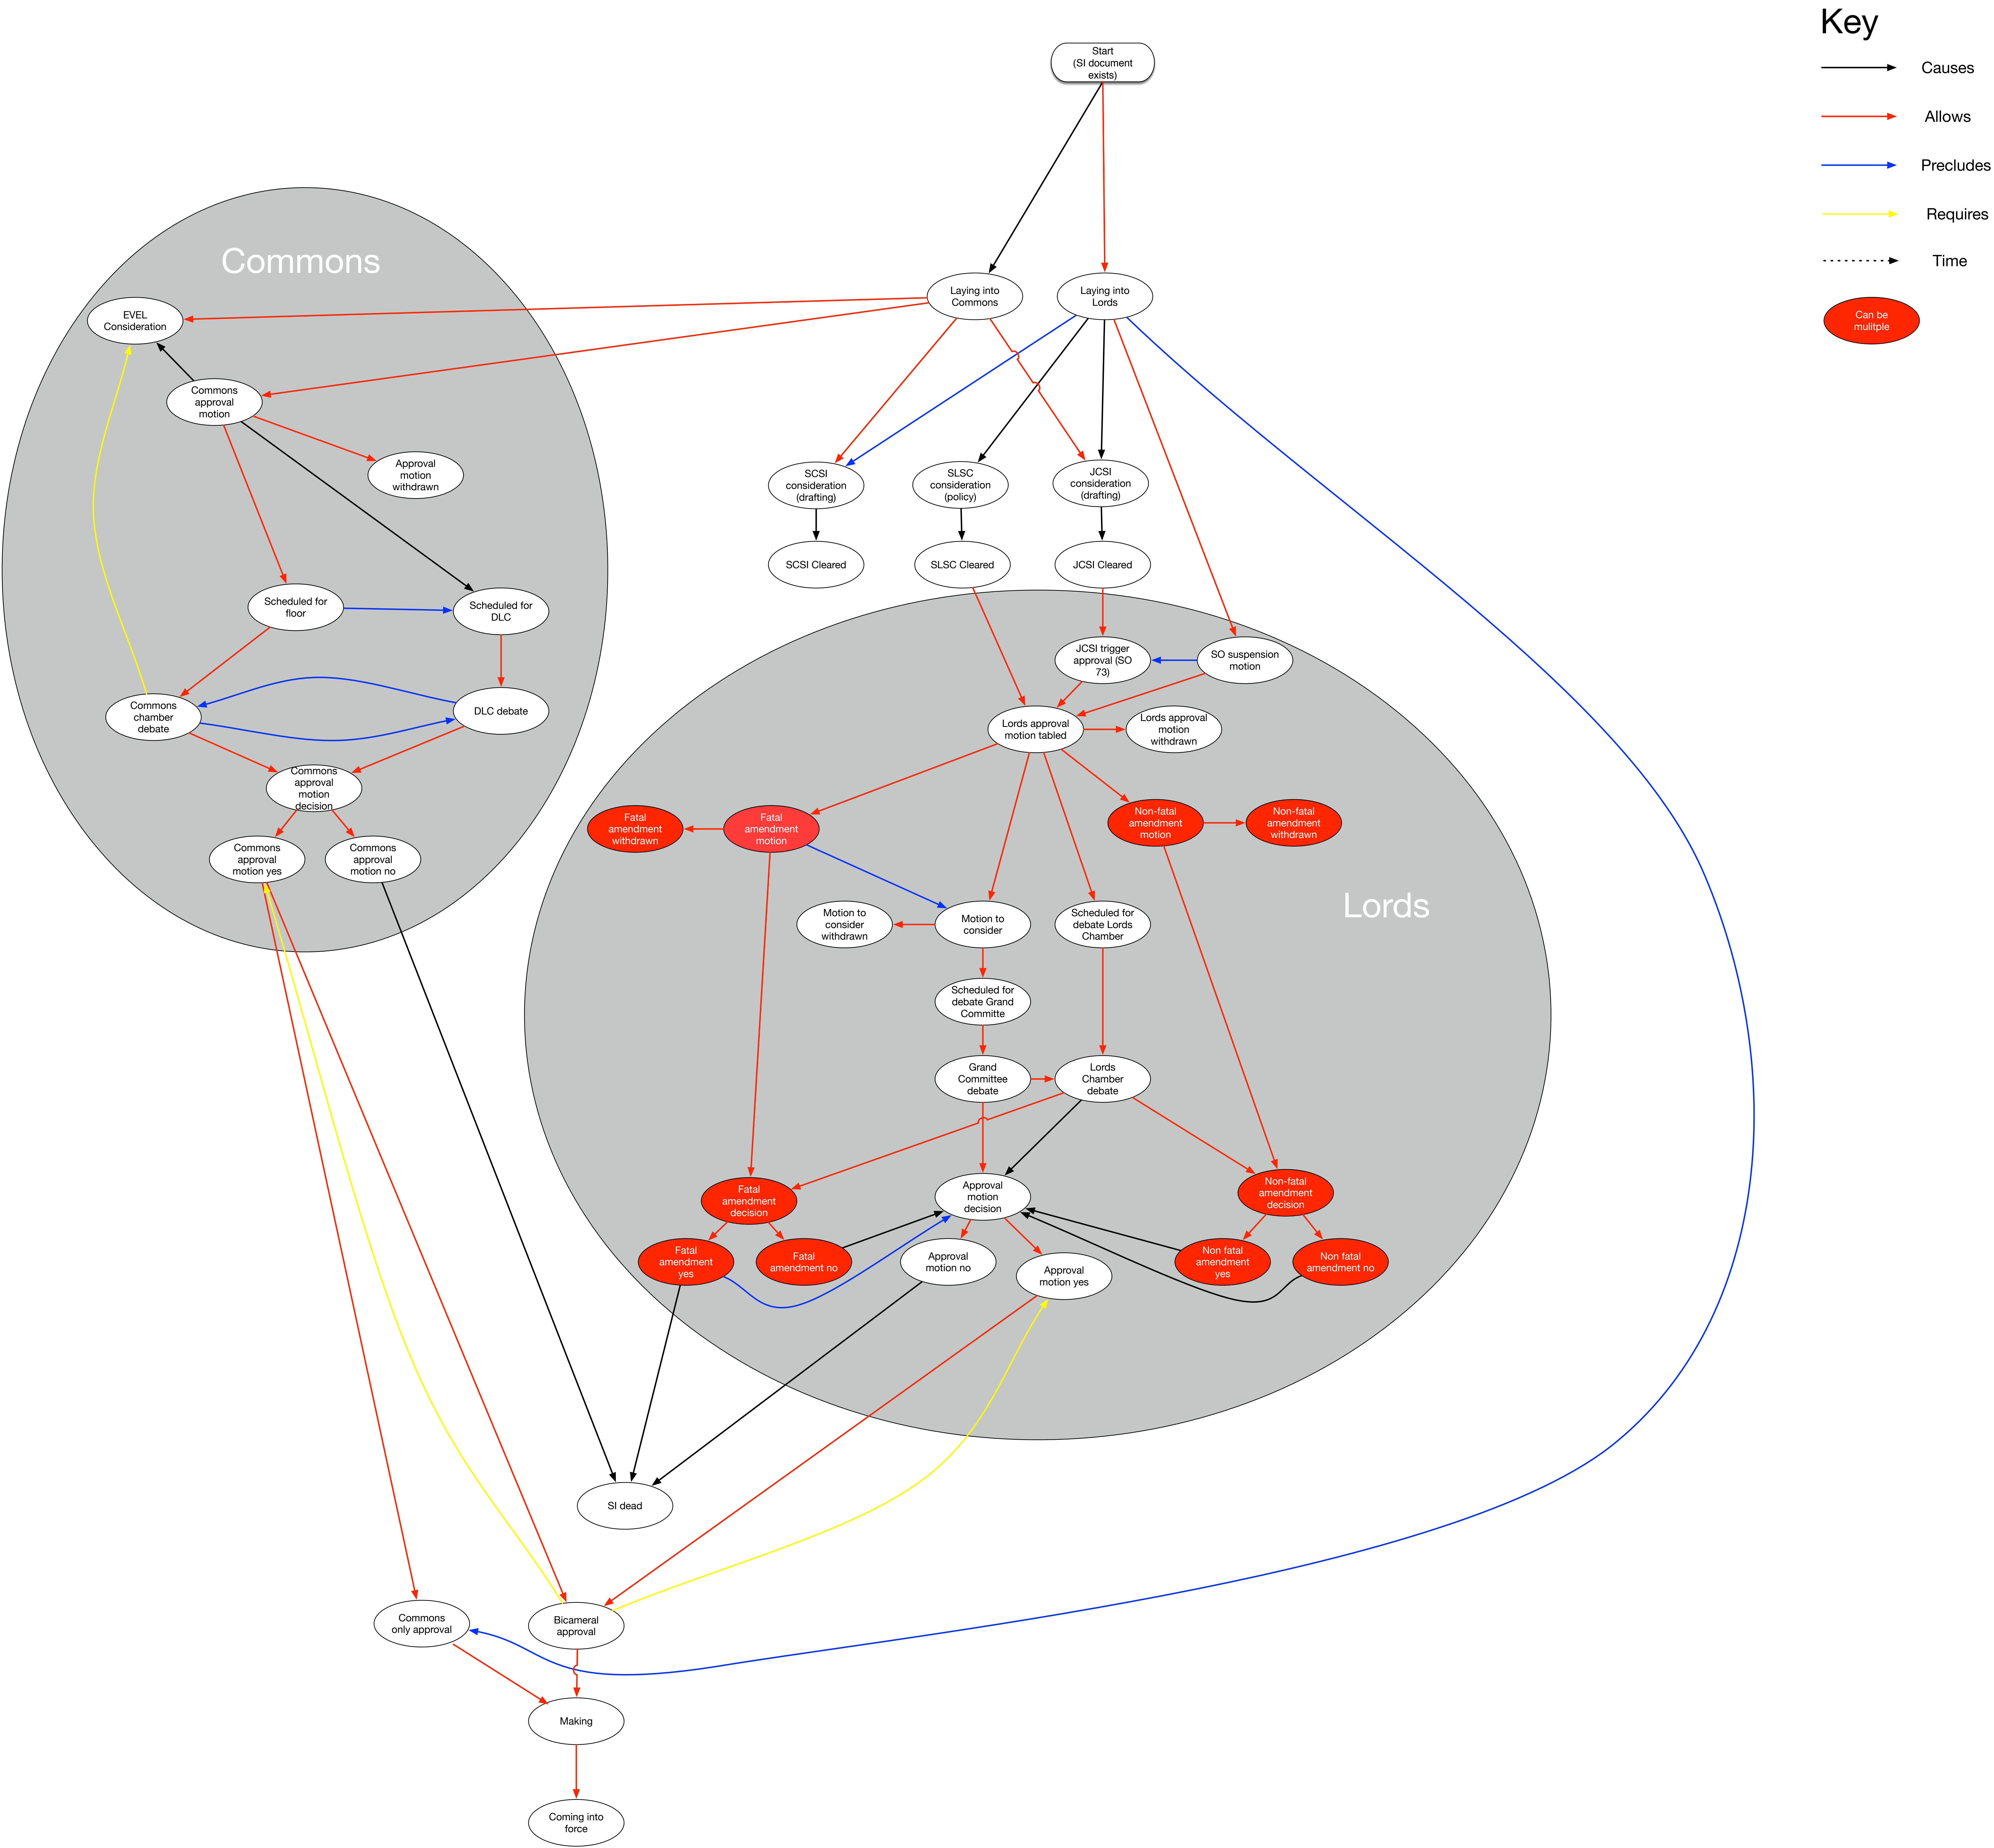 Key
Causes
Allows
Precludes
Requires
Time
Can be
mulitple
Start
(SI document
exists)
Commons
Laying into
Commons
Laying into
Lords
EVEL
Consideration
Commons
approval
motion
Approval
motion
withdrawn
SCSI
consideration
(drafting)
SLSC
consideration
(policy)
JCSI
consideration
(drafting)
SCSI Cleared
SLSC Cleared
JCSI Cleared
Scheduled for
floor
Scheduled for
DLC
JCSI trigger
approval (SO
73)
SO suspension
motion
Commons
chamber
debate
DLC debate
Lords approval
motion tabled
Lords approval
motion
withdrawn
Commons
approval
motion
decision
Commons
approval
motion yes
Commons
approval
motion no
Fatal
amendment
withdrawn
Fatal
amendment
motion
Non-fatal
amendment
motion
Non-fatal
amendment
withdrawn
Lords
Motion to
consider
withdrawn
Motion to
consider
Scheduled for
debate Lords
Chamber
Scheduled for
debate Grand
Committe
Grand
Committee
debate
Lords
Chamber
debate
Fatal
amendment
decision
Approval
motion
decision
Non-fatal
amendment
decision
Fatal
amendment
yes
Fatal
amendment no
Approval
motion no
Approval
motion yes
Non fatal
amendment
yes
Non fatal
amendment no
SI dead
Commons
only approval
Bicameral
approval
Making
Coming into
force